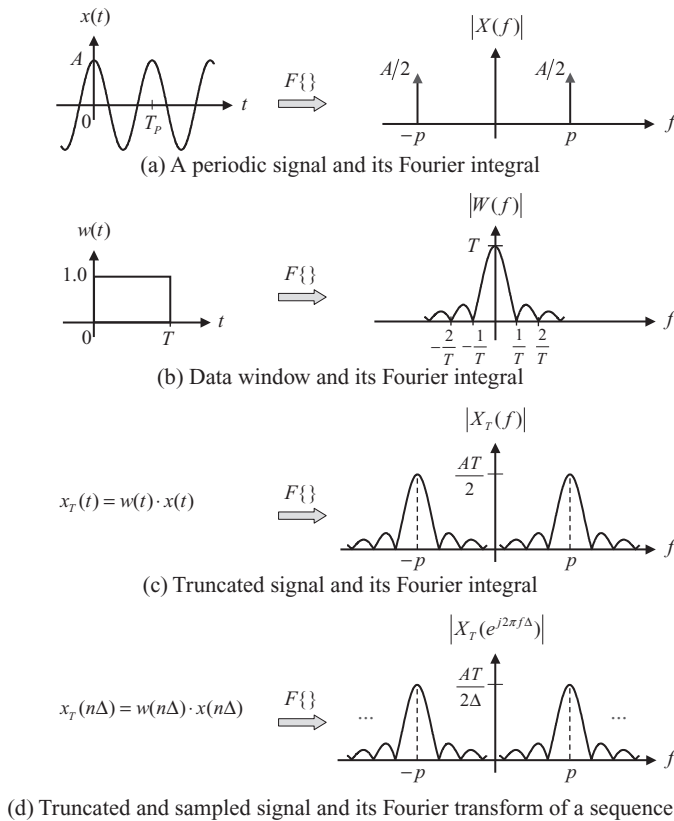 x(t)
A
0
T_P
t
F{}
|X(f)|
A/2
A/2
−p
p
f
(a) A periodic signal and its Fourier integral
w(t)
1.0
0
T
t
F{}
|W(f)|
T
−2/T
−1/T
1/T
2/T
f
(b) Data window and its Fourier integral
x_T(t) = w(t) · x(t)
F{}
|X_T(f)|
AT/2
−p
p
f
(c) Truncated signal and its Fourier integral
x_T(nΔ) = w(nΔ) · x(nΔ)
F{}
|X_T(e^{j2πfΔ})|
AT/2Δ
...
...
−p
p
f
(d) Truncated and sampled signal and its Fourier transform of a sequence